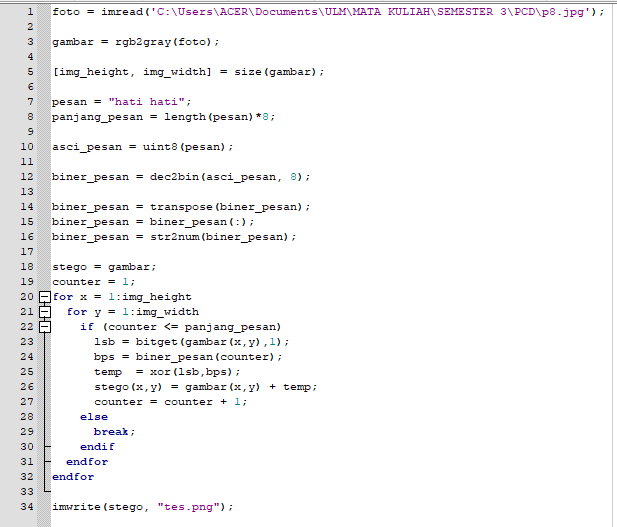 1 foto = imread('C:\Users\ACER\Documents\ULM\MATA KULIAH\SEMESTER 3\PCD\p8.jpg');
2
3 gambar = rgb2gray(foto);
4
5 [img_height, img_width] = size(gambar);
6
7 pesan = "hati hati";
8 panjang_pesan = length(pesan)*8;
9
10 asci_pesan = uint8(pesan);
11
12 biner_pesan = dec2bin(asci_pesan, 8);
13
14 biner_pesan = transpose(biner_pesan);
15 biner_pesan = biner_pesan(:);
16 biner_pesan = str2num(biner_pesan);
17
18 stego = gambar;
19 counter = 1;
20 for x = 1:img_height
21   for y = 1:img_width
22     if (counter <= panjang_pesan)
23       lsb = bitget(gambar(x,y),1);
24       bps = biner_pesan(counter);
25       temp  = xor(lsb,bps);
26       stego(x,y) = gambar(x,y) + temp;
27       counter = counter + 1;
28     else
29       break;
30     endif
31   endfor
32 endfor
33
34 imwrite(stego, "tes.png");